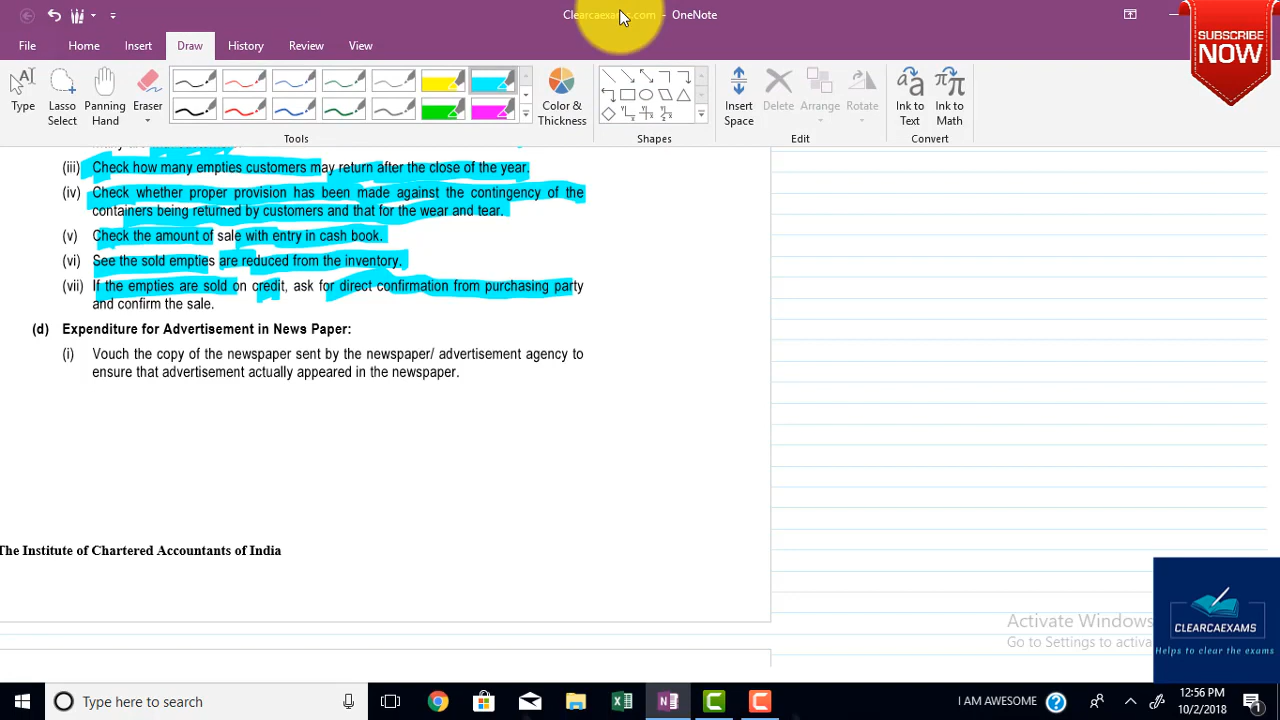 Clearcaexams.com - OneNote
SUBSCRIBE
NOW
File Home Insert Draw History Review View
Type
Lasso
Select
Panning
Hand
Eraser
Color &
Thickness
Insert
Space
Delete
Arrange
Rotate
Ink to
Text
Ink to
Math
Tools Shapes Edit Convert
(iii) Check how many empties customers may return after the close of the year.
(iv) Check whether proper provision has been made against the contingency of the
containers being returned by customers and that for the wear and tear.
(v) Check the amount of sale with entry in cash book.
(vi) See the sold empties are reduced from the inventory.
(vii) If the empties are sold on credit, ask for direct confirmation from purchasing party
and confirm the sale.
(d) Expenditure for Advertisement in News Paper:
(i) Vouch the copy of the newspaper sent by the newspaper/ advertisement agency to
ensure that advertisement actually appeared in the newspaper.
The Institute of Chartered Accountants of India
Activate Windows
Go to Settings to activa
CLEARCAEXAMS
Helps to clear the exams
Type here to search
I AM AWESOME
12:56 PM
10/2/2018